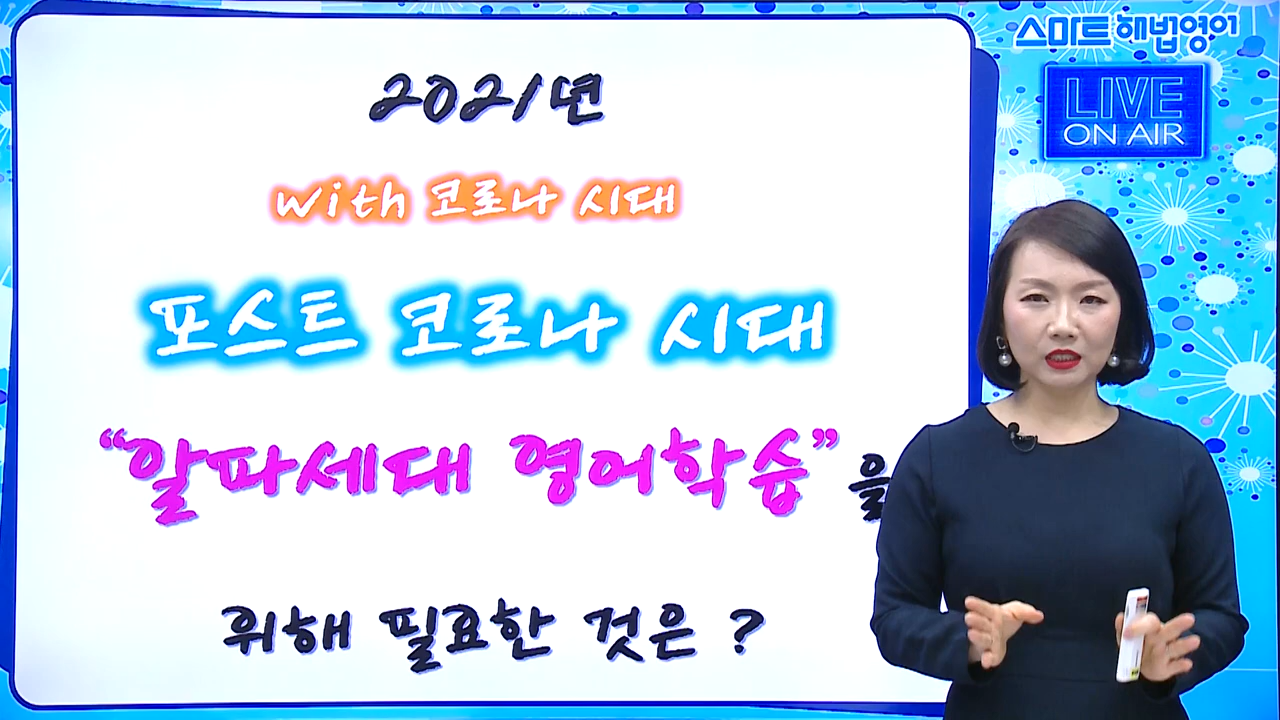 2021년
With 코로나 시대
포스트 코로나 시대
“알파세대 영어학습”을
위해 필요한 것은 ?
스마트해법영어
LIVE
ON AIR